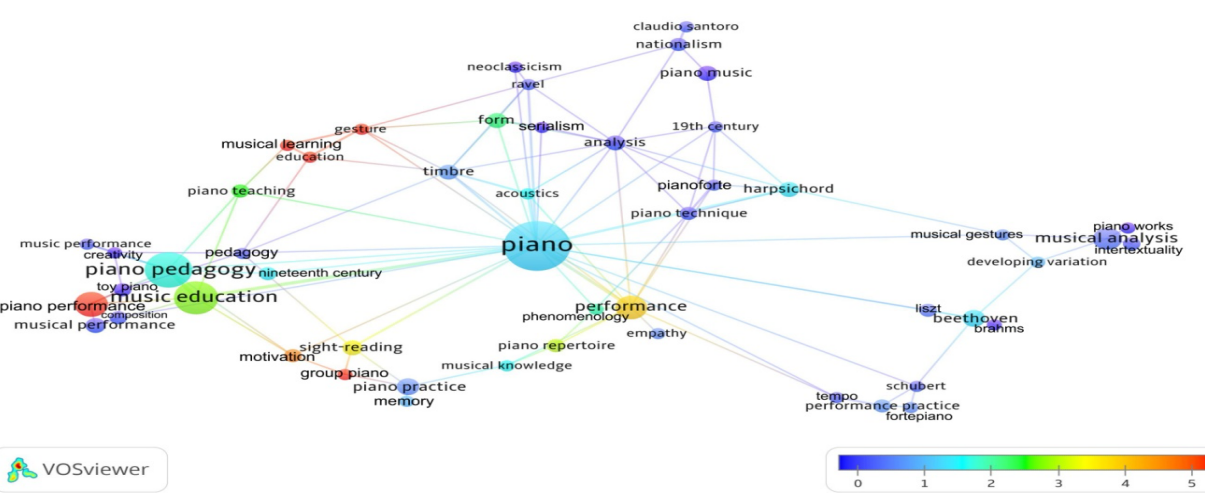 claudio santoro
nationalism
neoclassicism
piano music
ravel
form
serialism
19th century
gesture
analysis
musical learning
education
timbre
pianoforte
harpsichord
piano teaching
acoustics
piano technique
piano works
musical gestures
musical analysis
music performance
piano
intertextuality
creativity
pedagogy
developing variation
piano pedagogy
nineteenth century
toy piano
music education
piano performance
performance
liszt
composition
phenomenology
beethoven
musical performance
brahms
empathy
sight-reading
piano repertoire
motivation
musical knowledge
group piano
piano practice
schubert
memory
tempo
performance practice
fortepiano
VOSviewer
0 1 2 3 4 5